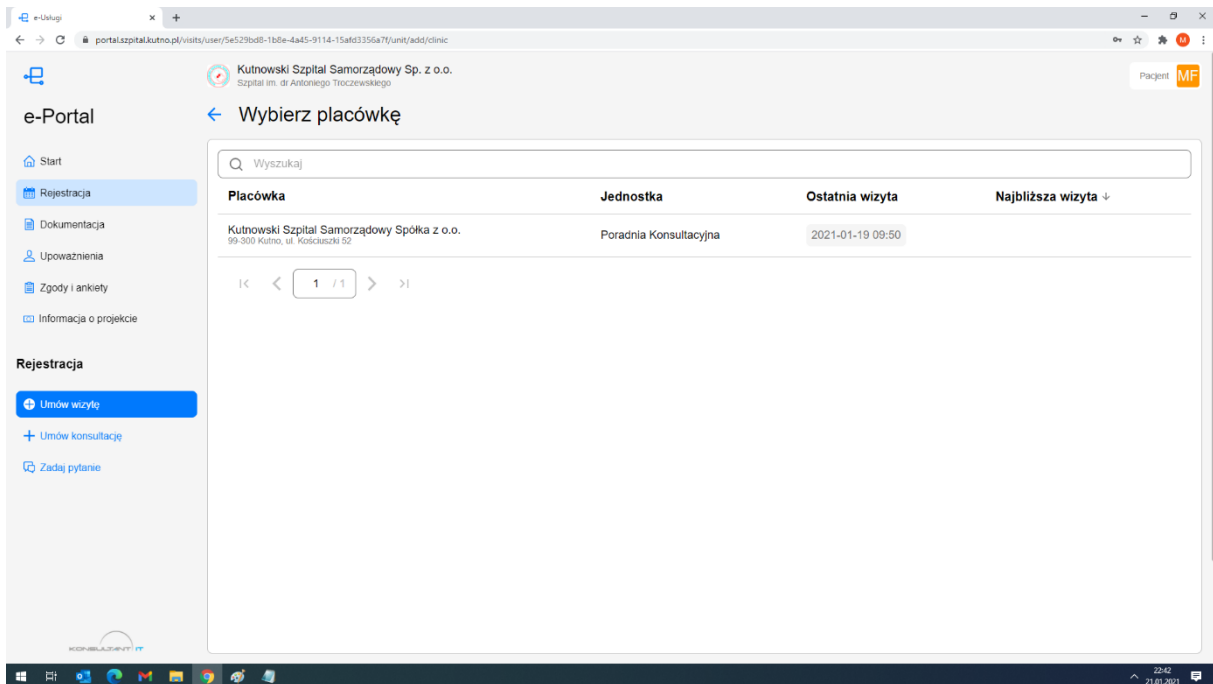 e-Usługi
portal.szpital.kutno.pl/visits/user/5e529bd8-1b8e-4a45-9114-15afd3356a7f/unit/add/clinic
M
Kutnowski Szpital Samorządowy Sp. z o.o.
Szpital im. dr Antoniego Troczewskiego
Pacjent MF
e-Portal
Wybierz placówkę
Start
Rejestracja
Dokumentacja
Upoważnienia
Zgody i ankiety
Informacja o projekcie
Rejestracja
Umów wizytę
Umów konsultację
Zadaj pytanie
KONSULTANT IT
Wyszukaj
Placówka Jednostka Ostatnia wizyta Najbliższa wizyta
Kutnowski Szpital Samorządowy Spółka z o.o. Poradnia Konsultacyjna 2021-01-19 09:50
99-300 Kutno, ul. Kościuszki 52
1 / 1
22:42
21.01.2021